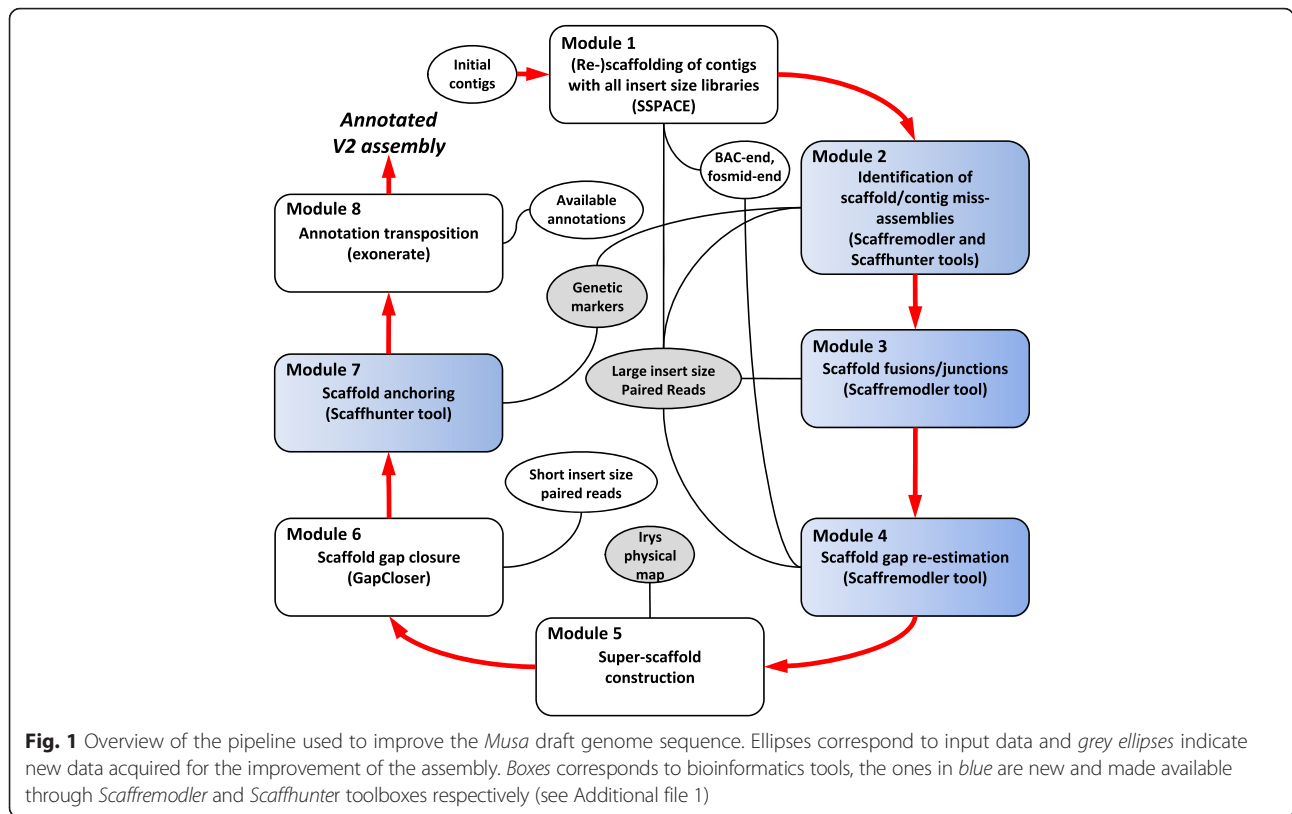 Module 1
(Re-)scaffolding of contigs
with all insert size libraries
(SSPACE)
Initial
contigs
Annotated
V2 assembly
BAC-end,
fosmid-end
Module 2
Identification of
scaffold/contig miss-
assemblies
(Scaffremodler and
Scaffhunter tools)
Module 8
Annotation transposition
(exonerate)
Available
annotations
Genetic
markers
Module 3
Scaffold fusions/junctions
(Scaffremodler tool)
Large insert size
Paired Reads
Module 7
Scaffold anchoring
(Scaffhunter tool)
Short insert size
paired reads
Module 6
Scaffold gap closure
(GapCloser)
Irys
physical
map
Module 4
Scaffold gap re-estimation
(Scaffremodler tool)
Module 5
Super-scaffold
construction
Fig. 1 Overview of the pipeline used to improve the Musa draft genome sequence. Ellipses correspond to input data and grey ellipses indicate
new data acquired for the improvement of the assembly. Boxes corresponds to bioinformatics tools, the ones in blue are new and made available
through Scaffremodler and Scaffhunter toolboxes respectively (see Additional file 1)